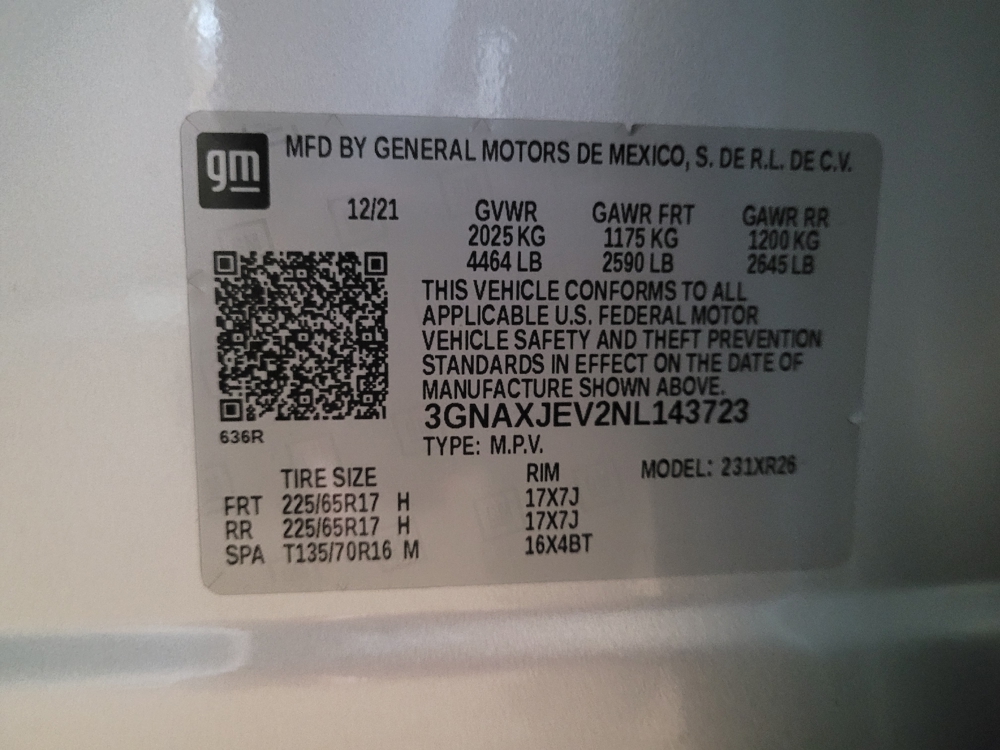 gm
MFD BY GENERAL MOTORS DE MEXICO, S. DE R.L. DE C.V.
12/21 GVWR GAWR FRT GAWR RR
2025 KG 1175 KG 1200 KG
4464 LB 2590 LB 2645 LB
THIS VEHICLE CONFORMS TO ALL
APPLICABLE U.S. FEDERAL MOTOR
VEHICLE SAFETY AND THEFT PREVENTION
STANDARDS IN EFFECT ON THE DATE OF
MANUFACTURE SHOWN ABOVE.
3GNAXJEV2NL143723
636R
TYPE: M.P.V.
TIRE SIZE RIM MODEL: 231XR26
FRT 225/65R17 H 17X7J
RR 225/65R17 H 17X7J
SPA T135/70R16 M 16X4BT